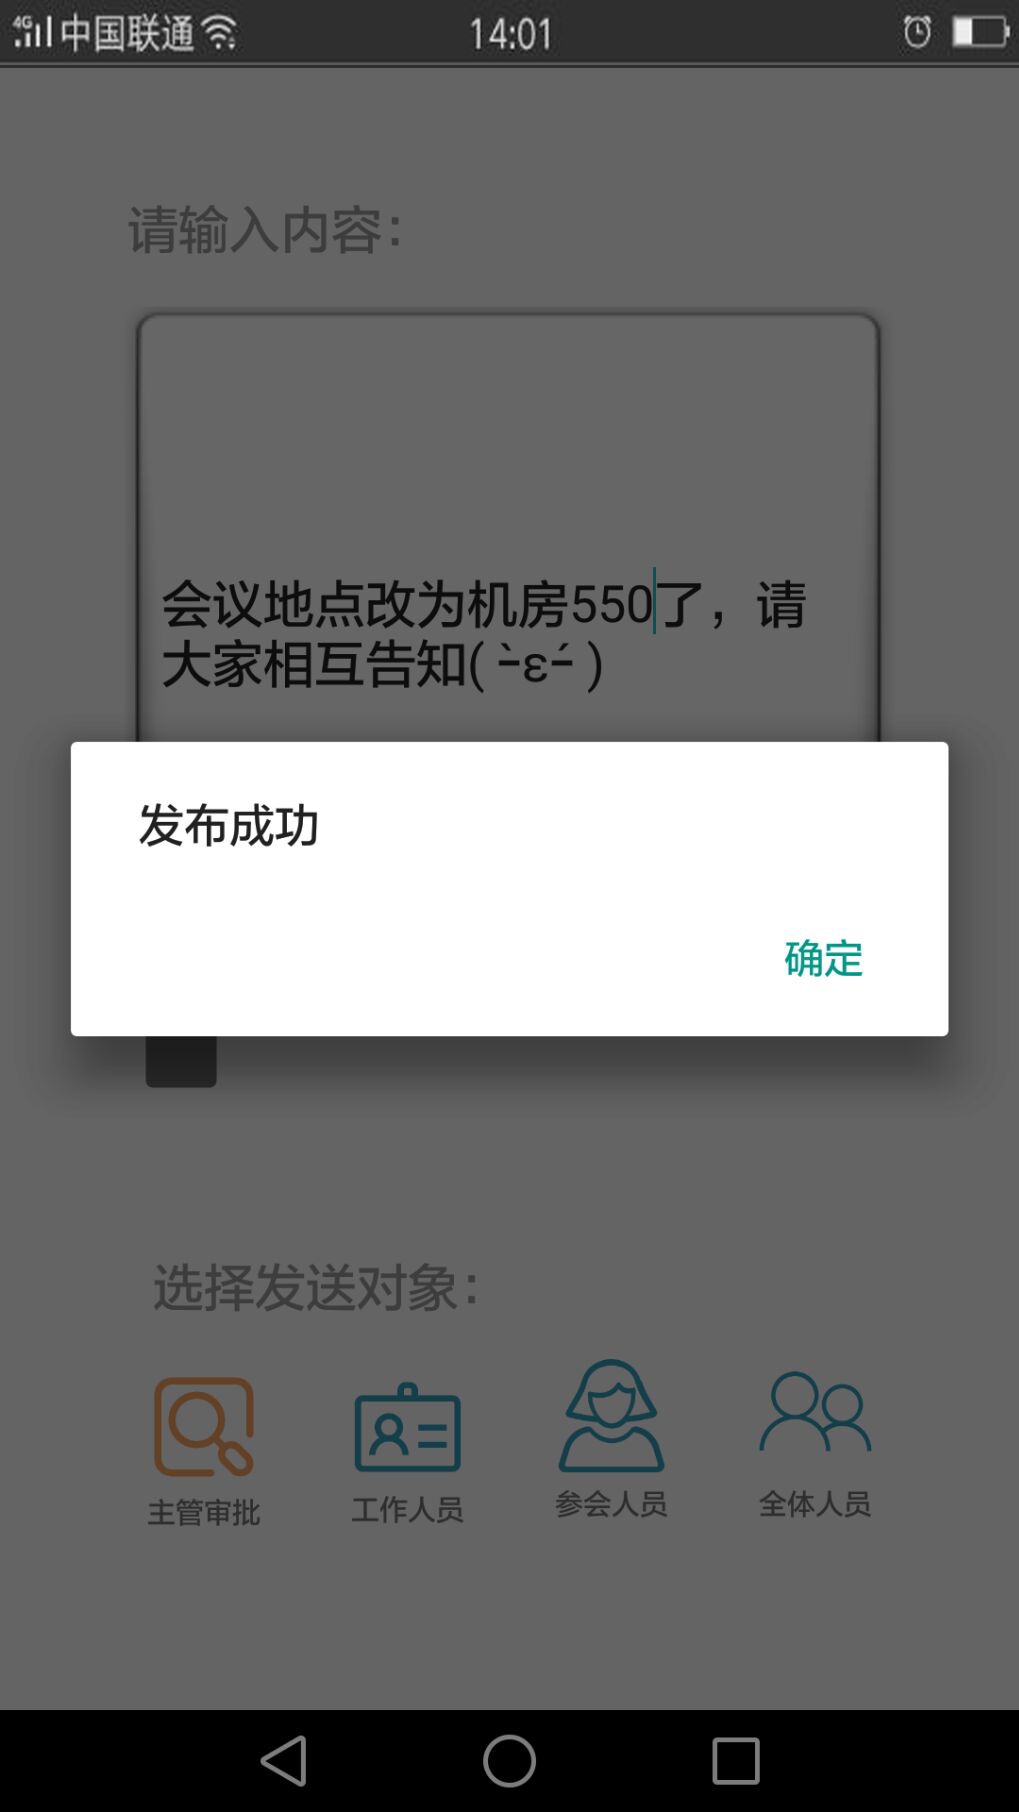 4G 中国联通 14:01
请输入内容：
会议地点改为机房550了，请
大家相互告知( ˵ὸ̄εό̄ )
发布成功
确定
选择发送对象：
主管审批 工作人员 参会人员 全体人员